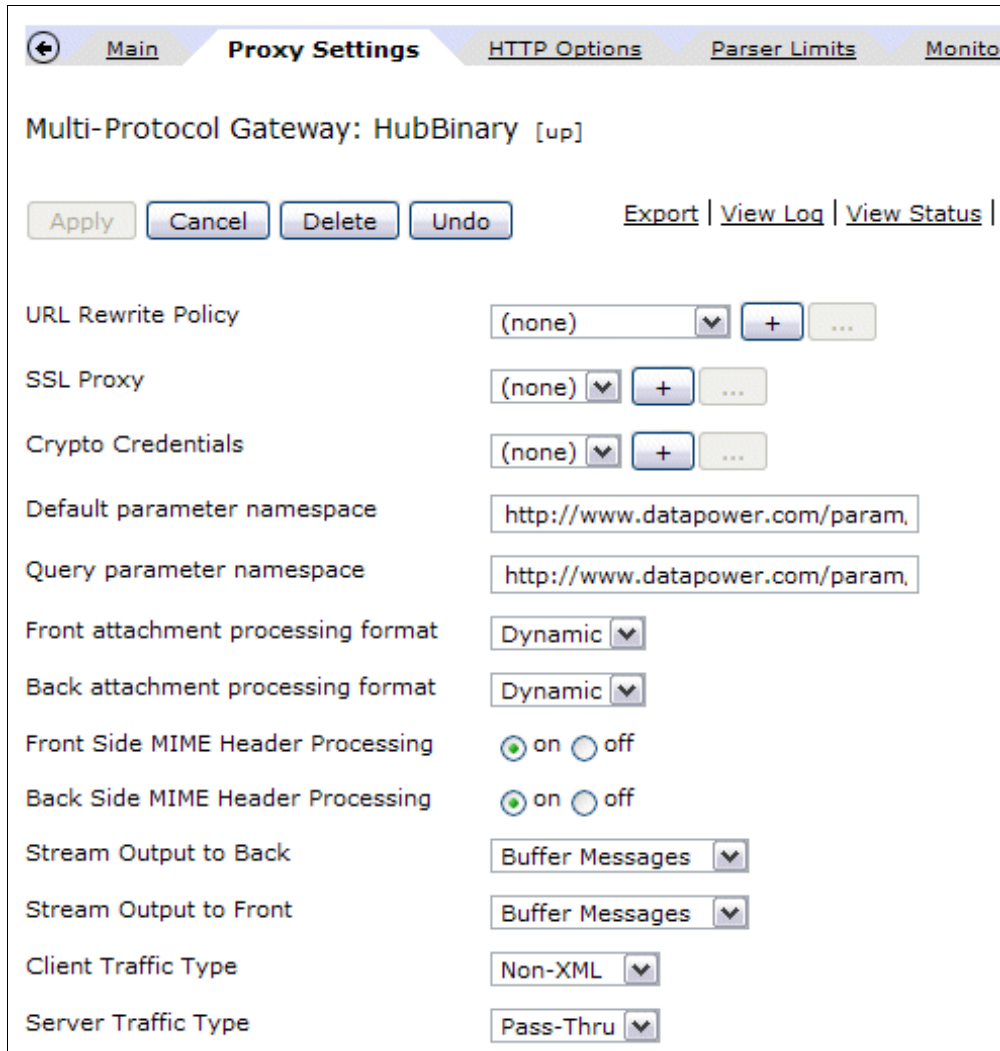 Main Proxy Settings HTTP Options Parser Limits Monito
Multi-Protocol Gateway: HubBinary [up]
Apply Cancel Delete Undo Export | View Log | View Status |
URL Rewrite Policy (none) + ...
SSL Proxy (none) + ...
Crypto Credentials (none) + ...
Default parameter namespace http://www.datapower.com/param,
Query parameter namespace http://www.datapower.com/param,
Front attachment processing format Dynamic
Back attachment processing format Dynamic
Front Side MIME Header Processing on off
Back Side MIME Header Processing on off
Stream Output to Back Buffer Messages
Stream Output to Front Buffer Messages
Client Traffic Type Non-XML
Server Traffic Type Pass-Thru